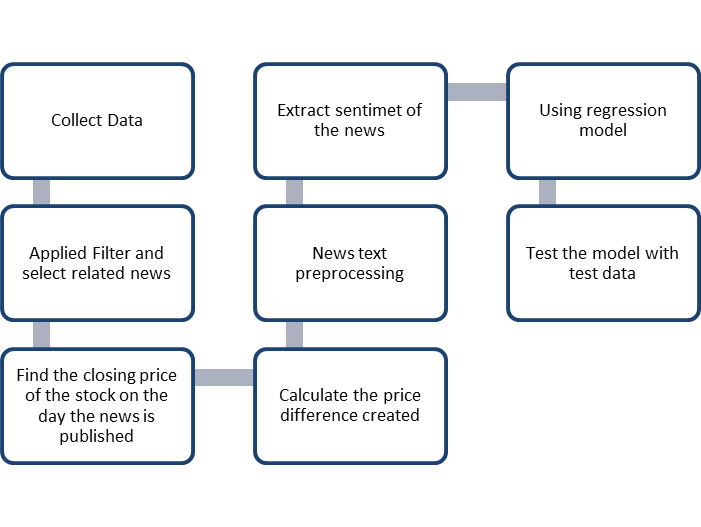 Collect Data
Applied Filter and
select related news
Find the closing price
of the stock on the
day the news is
published
Calculate the price
difference created
News text
preprocessing
Extract sentimet of
the news
Using regression
model
Test the model with
test data